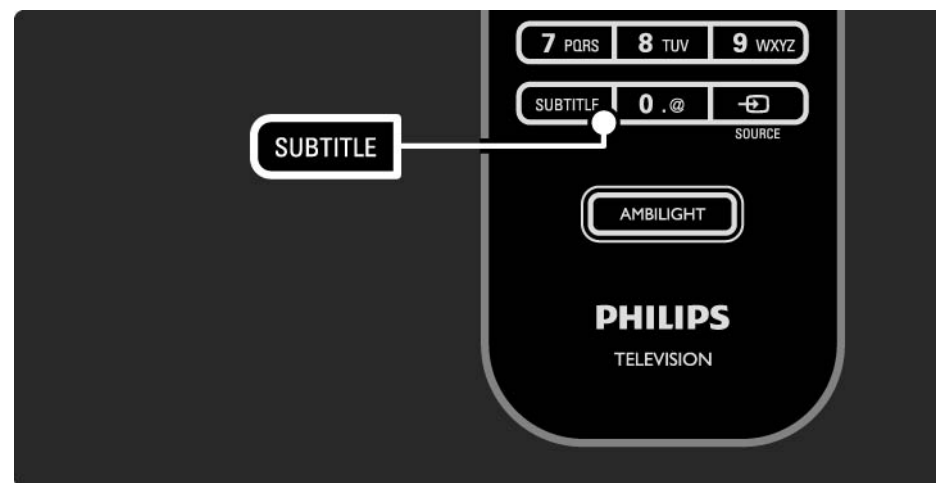 7 PQRS 8 TUV 9 WXYZ
SUBTITLE 0 .@
SOURCE
SUBTITLE
AMBILIGHT
PHILIPS
TELEVISION